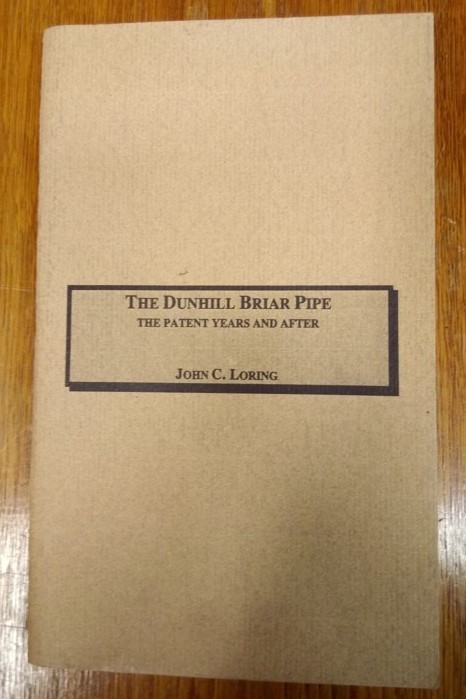 THE DUNHILL BRIAR PIPE
THE PATENT YEARS AND AFTER
JOHN C. LORING